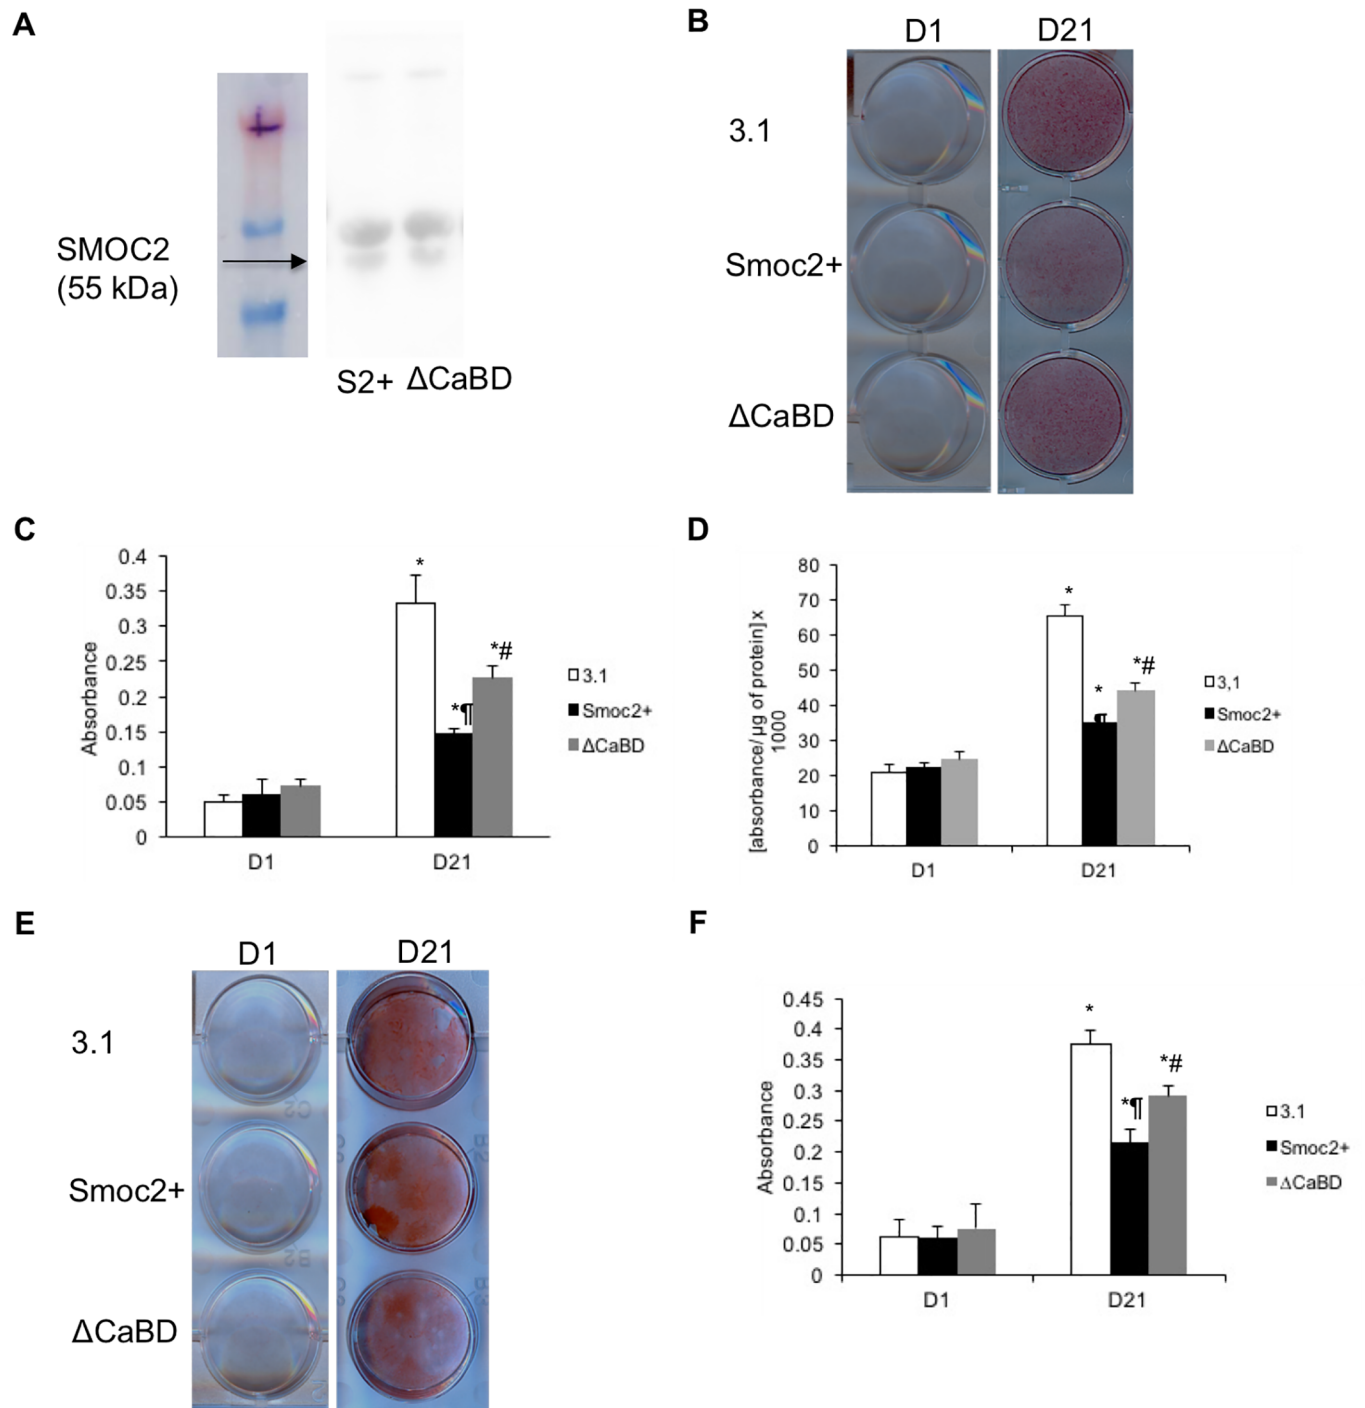 A
SMOC2
(55 kDa)
S2+ ΔCaBD
B
D1 D21
3.1
Smoc2+
ΔCaBD
C
Absorbance
0.4
0.35
0.3
0.25
0.2
0.15
0.1
0.05
0
*
*¶
*#
D1 D21
3.1
Smoc2+
ΔCaBD
D
[absorbance/µg of protein] x
1000
80
70
60
50
40
30
20
10
0
*
*
¶
*#
D1 D21
3,1
Smoc2+
ΔCaBD
E
D1 D21
3.1
Smoc2+
ΔCaBD
F
Absorbance
0.45
0.4
0.35
0.3
0.25
0.2
0.15
0.1
0.05
0
*
*¶
*#
D1 D21
3.1
Smoc2+
ΔCaBD